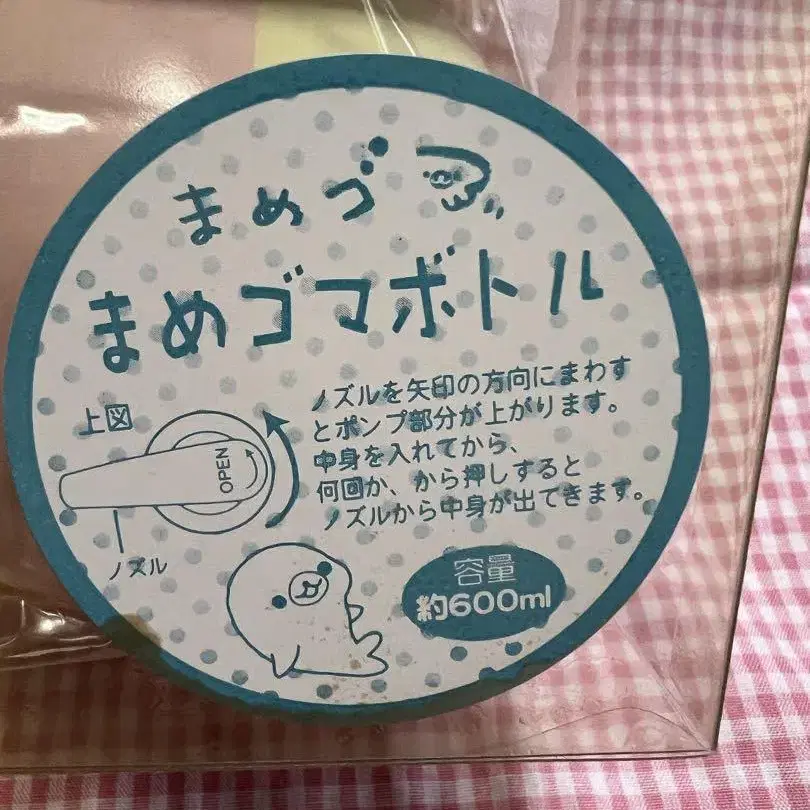 まめゴ
まめゴマボトル
上図
OPEN
ノズル
ノズルを矢印の方向にまわす
とポンプ部分が上がります。
中身を入れてから、
何回か、から押しすると
ノズルから中身が出てきます。
容量
約600ml